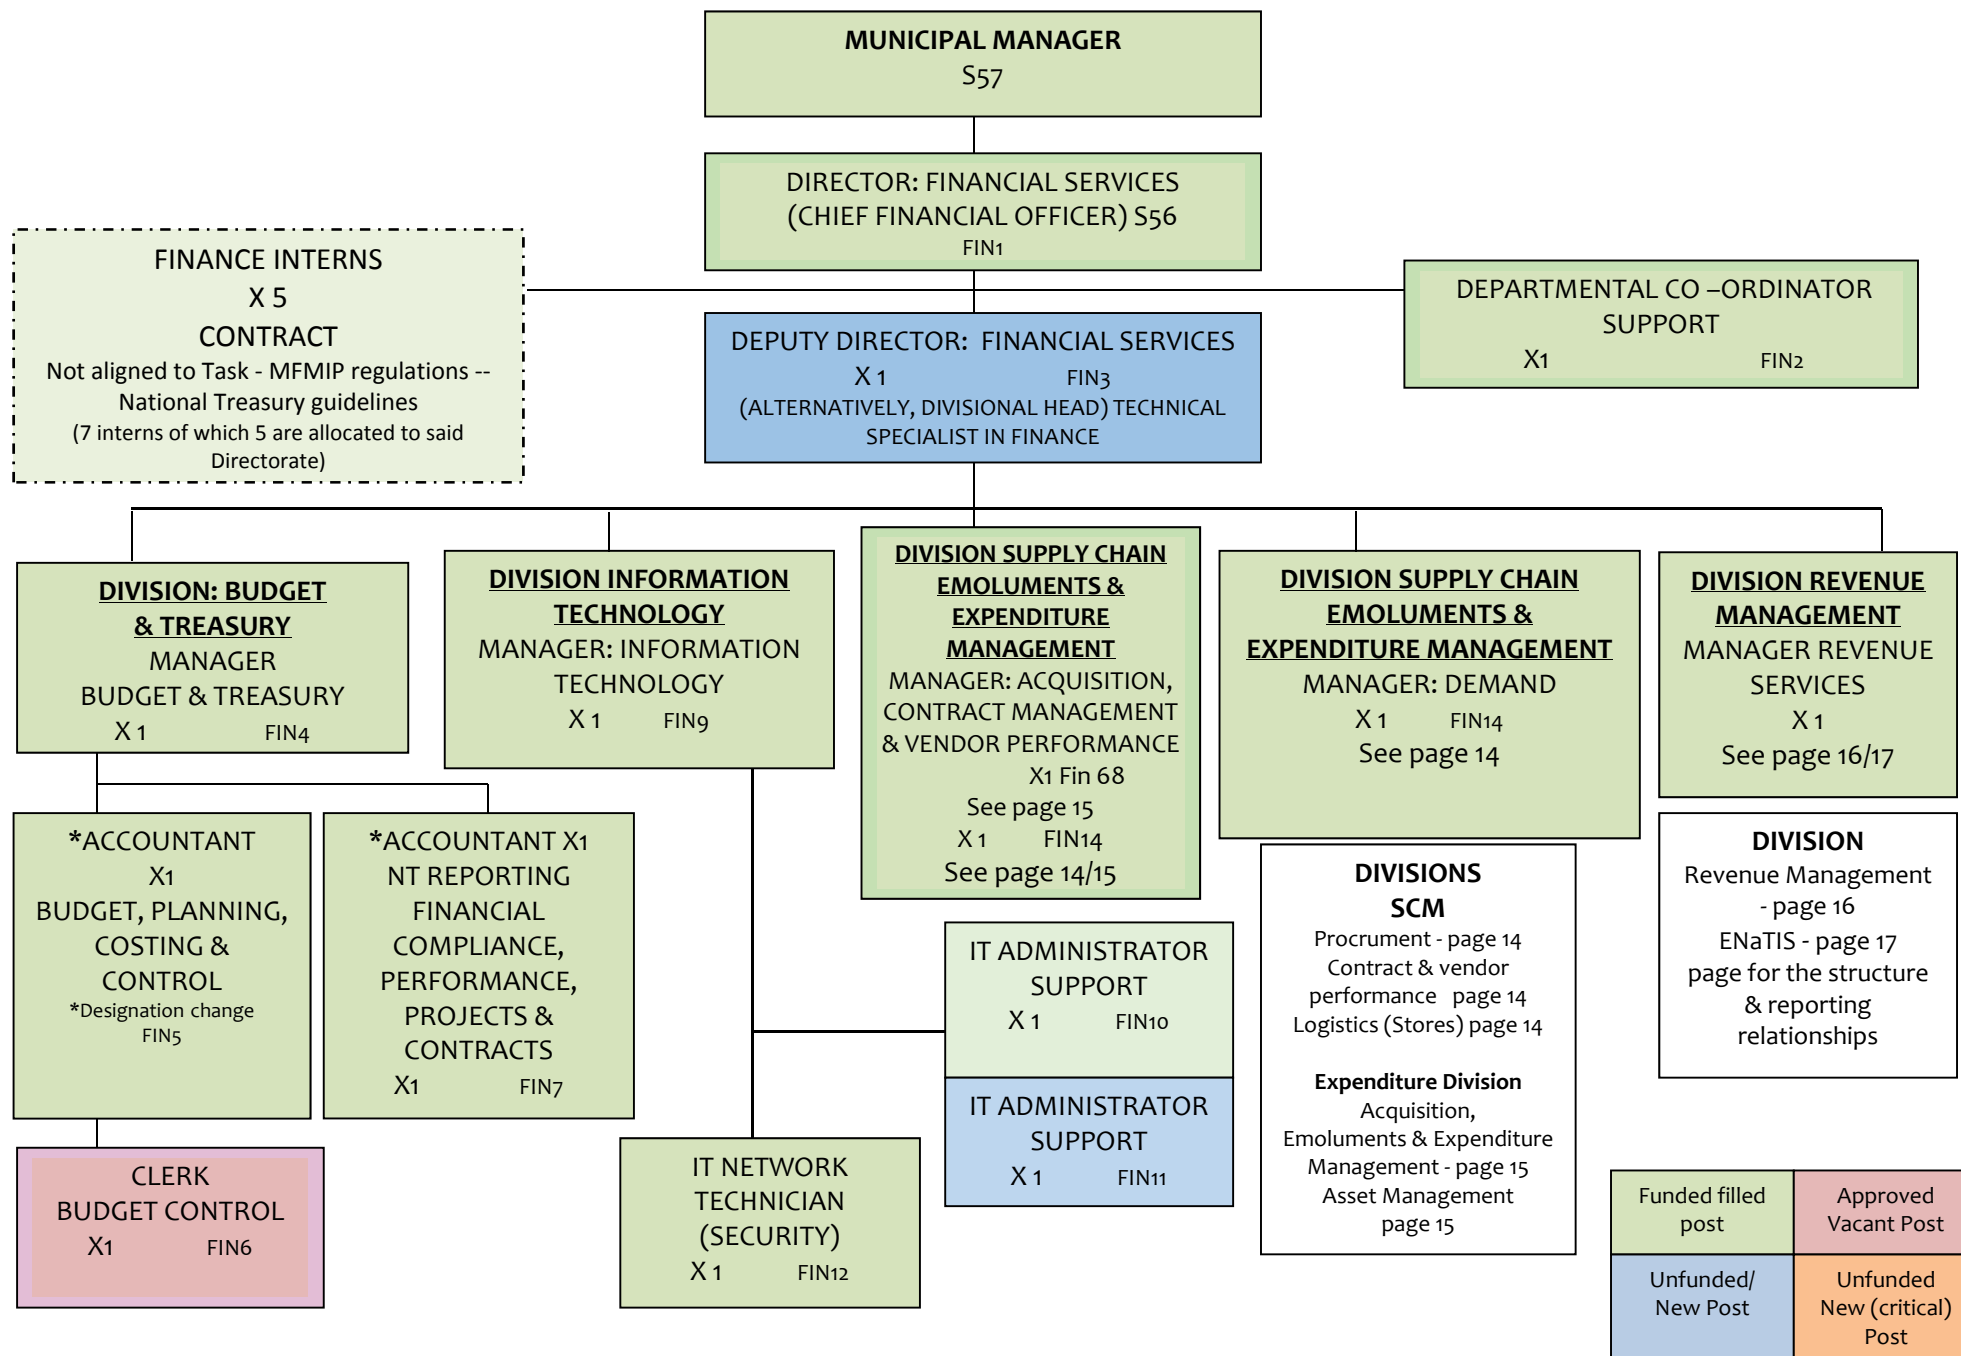 MUNICIPAL MANAGER
S57
DIRECTOR: FINANCIAL SERVICES
(CHIEF FINANCIAL OFFICER) S56
FIN1
FINANCE INTERNS
X 5
CONTRACT
Not aligned to Task - MFMIP regulations --
National Treasury guidelines
(7 interns of which 5 are allocated to said
Directorate)
DEPARTMENTAL CO –ORDINATOR
SUPPORT
X1 FIN2
DEPUTY DIRECTOR: FINANCIAL SERVICES
X 1 FIN3
(ALTERNATIVELY, DIVISIONAL HEAD) TECHNICAL
SPECIALIST IN FINANCE
DIVISION: BUDGET
& TREASURY
MANAGER
BUDGET & TREASURY
X 1 FIN4
DIVISION INFORMATION
TECHNOLOGY
MANAGER: INFORMATION
TECHNOLOGY
X 1 FIN9
DIVISION SUPPLY CHAIN
EMOLUMENTS &
EXPENDITURE
MANAGEMENT
MANAGER: ACQUISITION,
CONTRACT MANAGEMENT
& VENDOR PERFORMANCE
X1 Fin 68
See page 15
X 1 FIN14
See page 14/15
DIVISION SUPPLY CHAIN
EMOLUMENTS &
EXPENDITURE MANAGEMENT
MANAGER: DEMAND
X 1 FIN14
See page 14
DIVISION REVENUE
MANAGEMENT
MANAGER REVENUE
SERVICES
X 1
See page 16/17
*ACCOUNTANT
X1
BUDGET, PLANNING,
COSTING &
CONTROL
*Designation change
FIN5
*ACCOUNTANT X1
NT REPORTING
FINANCIAL
COMPLIANCE,
PERFORMANCE,
PROJECTS &
CONTRACTS
X1 FIN7
CLERK
BUDGET CONTROL
X1 FIN6
IT ADMINISTRATOR
SUPPORT
X 1 FIN10
IT ADMINISTRATOR
SUPPORT
X 1 FIN11
IT NETWORK
TECHNICIAN
(SECURITY)
X 1 FIN12
DIVISIONS
SCM
Procrument - page 14
Contract & vendor
performance page 14
Logistics (Stores) page 14
Expenditure Division
Acquisition,
Emoluments & Expenditure
Management - page 15
Asset Management
page 15
DIVISION
Revenue Management
- page 16
ENaTIS - page 17
page for the structure
& reporting
relationships
Funded filled
post
Approved
Vacant Post
Unfunded/
New Post
Unfunded
New (critical)
Post